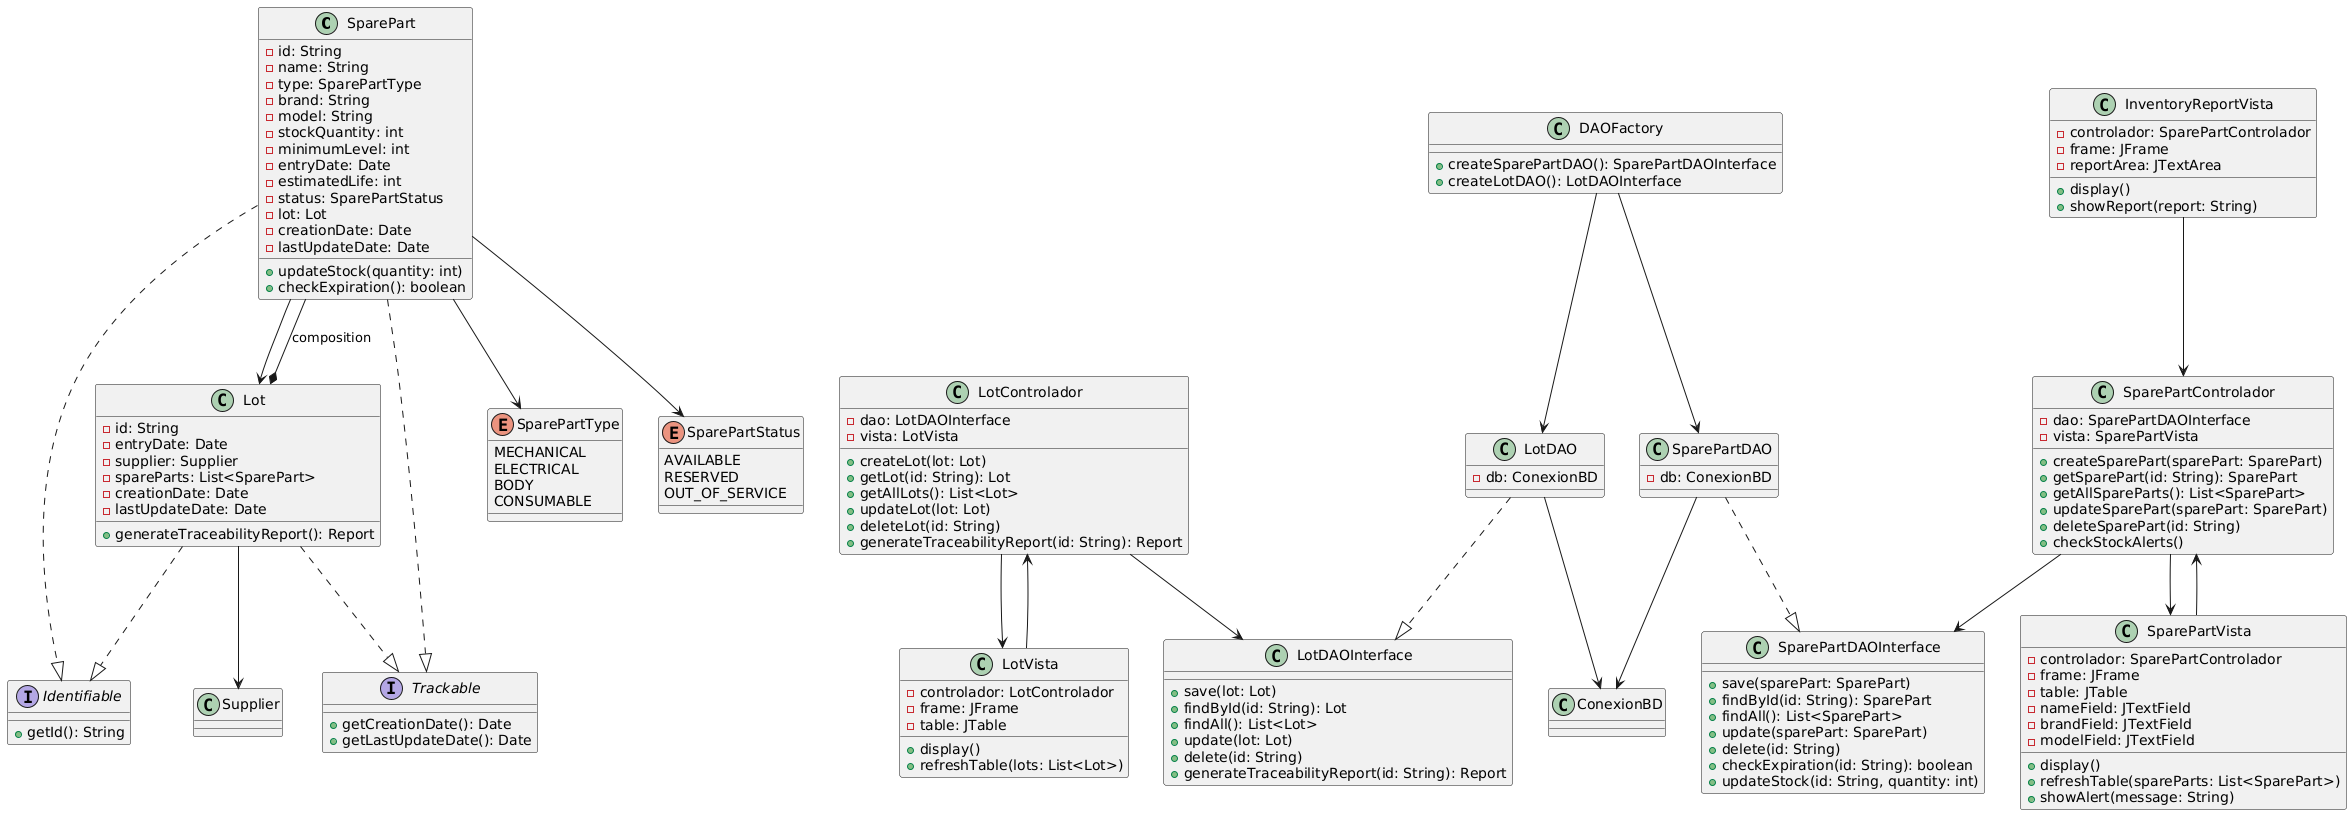 SparePart
id: String
name: String
type: SparePartType
brand: String
model: String
stockQuantity: int
minimumLevel: int
entryDate: Date
estimatedLife: int
status: SparePartStatus
lot: Lot
creationDate: Date
lastUpdateDate: Date
updateStock(quantity: int)
checkExpiration(): boolean
composition
Lot
id: String
entryDate: Date
supplier: Supplier
spareParts: List<SparePart>
creationDate: Date
lastUpdateDate: Date
generateTraceabilityReport(): Report
SparePartType
MECHANICAL
ELECTRICAL
BODY
CONSUMABLE
SparePartStatus
AVAILABLE
RESERVED
OUT_OF_SERVICE
Identifiable
getId(): String
Supplier
Trackable
getCreationDate(): Date
getLastUpdateDate(): Date
LotControlador
dao: LotDAOInterface
vista: LotVista
createLot(lot: Lot)
getLot(id: String): Lot
getAllLots(): List<Lot>
updateLot(lot: Lot)
deleteLot(id: String)
generateTraceabilityReport(id: String): Report
LotVista
controlador: LotControlador
frame: JFrame
table: JTable
display()
refreshTable(lots: List<Lot>)
LotDAOInterface
save(lot: Lot)
findById(id: String): Lot
findAll(): List<Lot>
update(lot: Lot)
delete(id: String)
generateTraceabilityReport(id: String): Report
DAOFactory
createSparePartDAO(): SparePartDAOInterface
createLotDAO(): LotDAOInterface
LotDAO
db: ConexionBD
SparePartDAO
db: ConexionBD
ConexionBD
SparePartDAOInterface
save(sparePart: SparePart)
findById(id: String): SparePart
findAll(): List<SparePart>
update(sparePart: SparePart)
delete(id: String)
checkExpiration(id: String): boolean
updateStock(id: String, quantity: int)
InventoryReportVista
controlador: SparePartControlador
frame: JFrame
reportArea: JTextArea
display()
showReport(report: String)
SparePartControlador
dao: SparePartDAOInterface
vista: SparePartVista
createSparePart(sparePart: SparePart)
getSparePart(id: String): SparePart
getAllSpareParts(): List<SparePart>
updateSparePart(sparePart: SparePart)
deleteSparePart(id: String)
checkStockAlerts()
SparePartVista
controlador: SparePartControlador
frame: JFrame
table: JTable
nameField: JTextField
brandField: JTextField
modelField: JTextField
display()
refreshTable(spareParts: List<SparePart>)
showAlert(message: String)